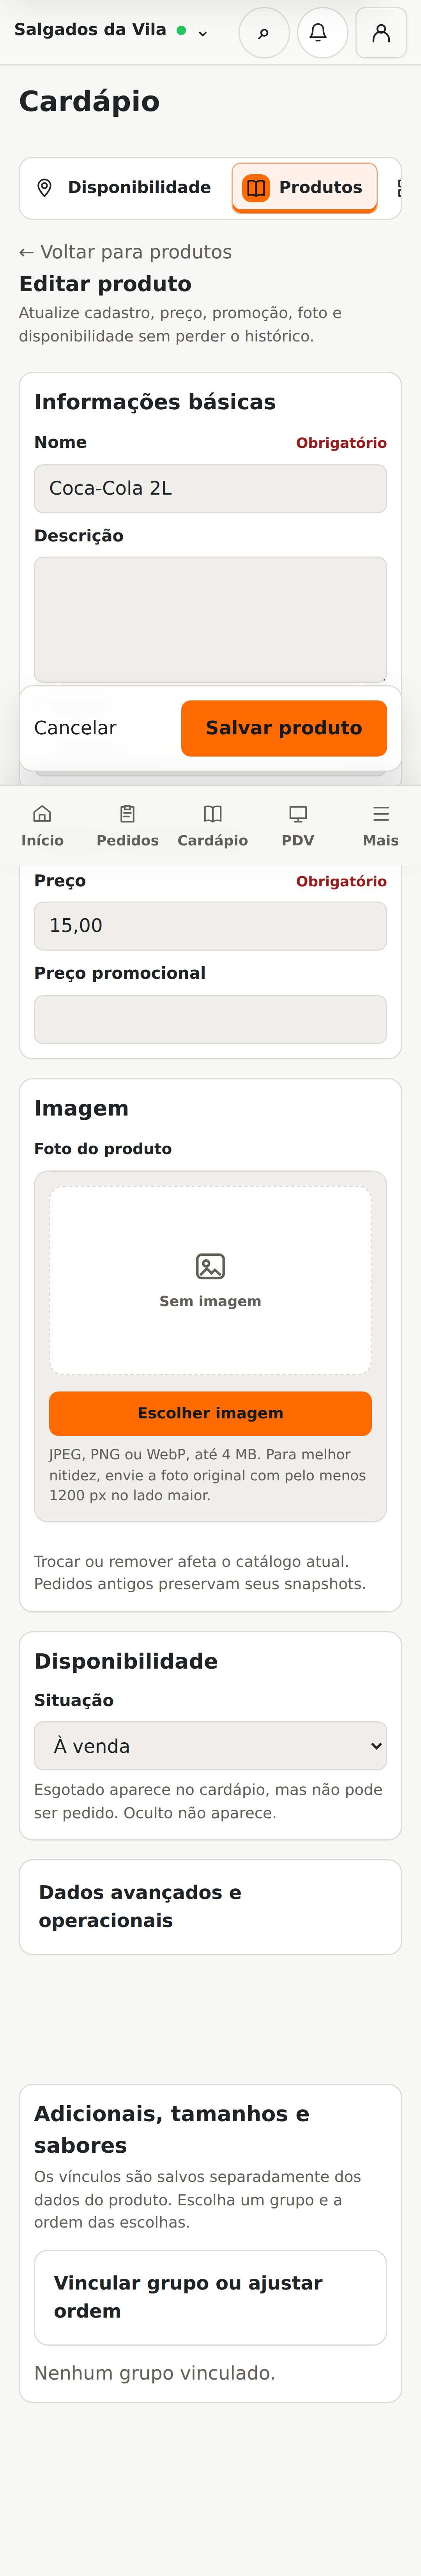 Salgados da Vila
Cardápio
Disponibilidade
Produtos
← Voltar para produtos
Editar produto
Atualize cadastro, preço, promoção, foto e
disponibilidade sem perder o histórico.
Informações básicas
Nome
Obrigatório
Coca-Cola 2L
Descrição
Cancelar
Salvar produto
Início
Pedidos
Cardápio
PDV
Mais
Preço
Obrigatório
15,00
Preço promocional
Imagem
Foto do produto
Sem imagem
Escolher imagem
JPEG, PNG ou WebP, até 4 MB. Para melhor
nitidez, envie a foto original com pelo menos
1200 px no lado maior.
Trocar ou remover afeta o catálogo atual.
Pedidos antigos preservam seus snapshots.
Disponibilidade
Situação
À venda
Esgotado aparece no cardápio, mas não pode
ser pedido. Oculto não aparece.
Dados avançados e
operacionais
Adicionais, tamanhos e
sabores
Os vínculos são salvos separadamente dos
dados do produto. Escolha um grupo e a
ordem das escolhas.
Vincular grupo ou ajustar
ordem
Nenhum grupo vinculado.